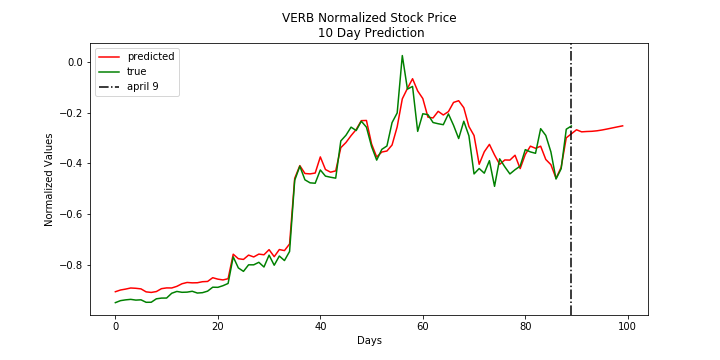 VERB Normalized Stock Price
10 Day Prediction
predicted
true
april 9
Normalized Values
0.0
−0.2
−0.4
−0.6
−0.8
0
20
40
60
80
100
Days